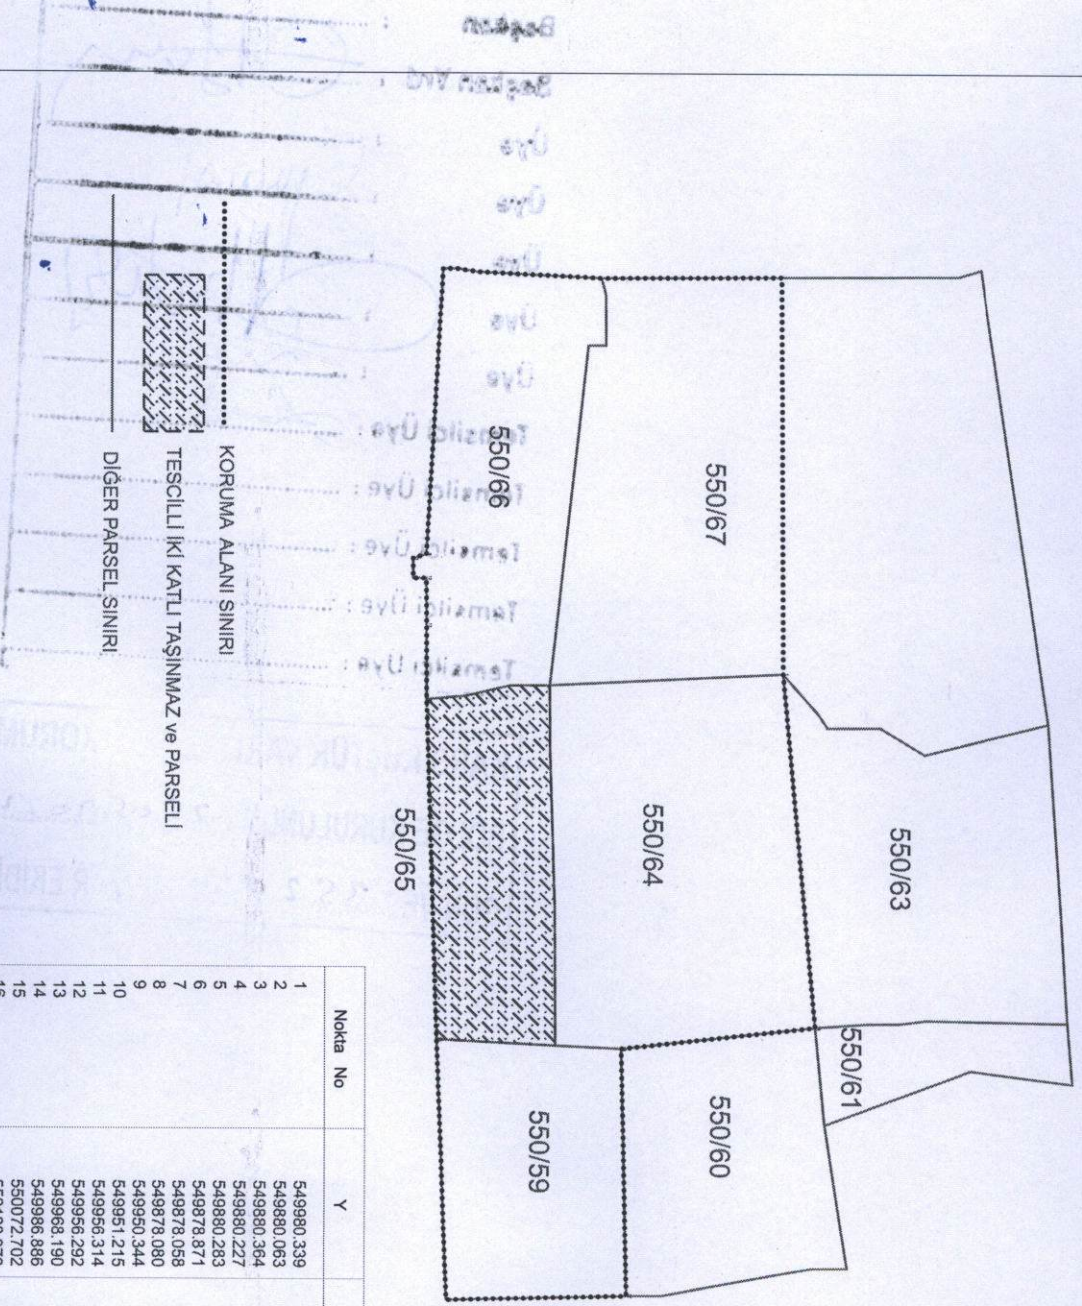 550/66
550/67
550/65
550/64
550/63
550/61
550/60
550/59
KORUMA ALANI SINIRI
TESCİLLİ İKİ KATLI TAŞINMAZ ve PARSELİ
DİĞER PARSEL SINIRI
Nokta No Y
1 549980.339
2 549880.063
3 549880.364
4 549880.227
5 549880.283
6 549878.871
7 549878.058
8 549878.080
9 549950.344
10 549951.215
11 549956.314
12 549956.292
13 549968.190
14 549986.886
15 550072.702
16
Başkan :
Başkan Yrd :
Üye :
Üye :
Üye :
Üye :
Üye :
Temsilci Üye :
Temsilci Üye :
Temsilci Üye :
Temsilci Üye :
Temsilci Üye :